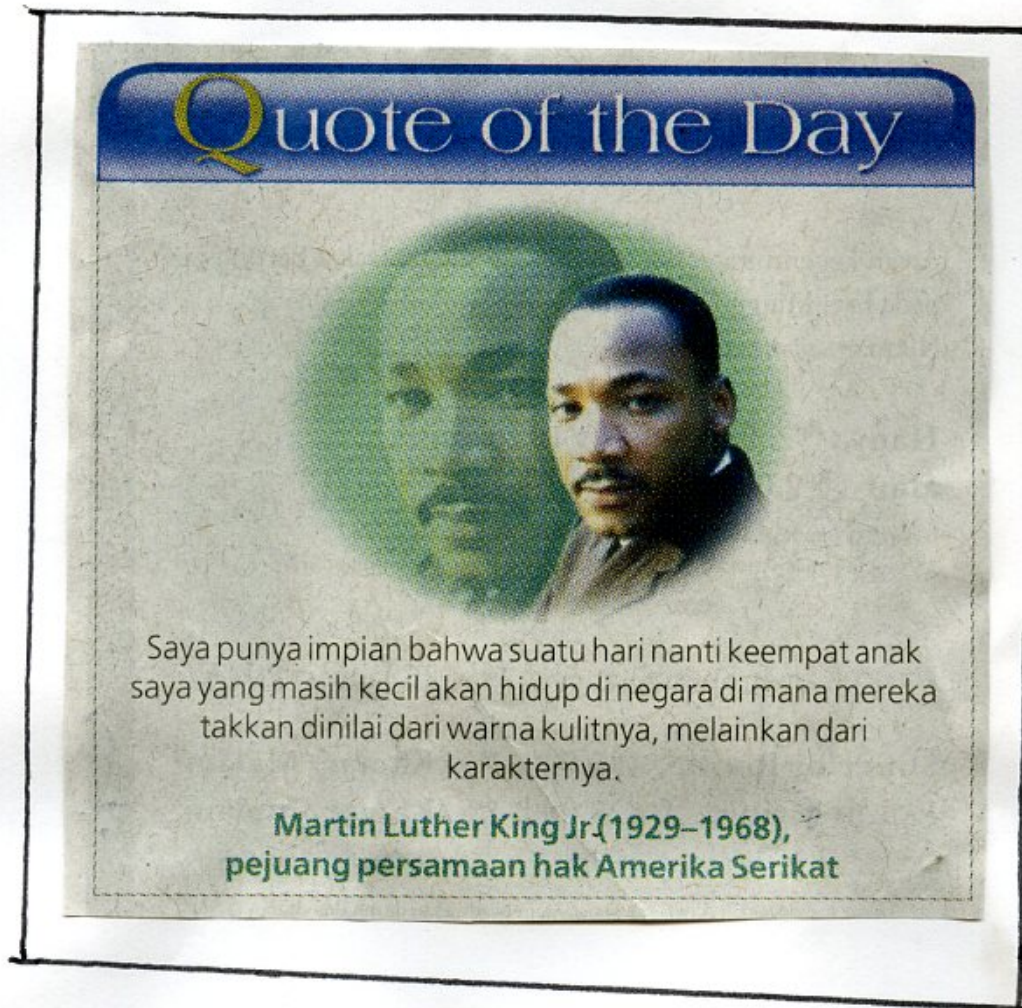 Quote of the Day
Saya punya impian bahwa suatu hari nanti keempat anak
saya yang masih kecil akan hidup di negara di mana mereka
takkan dinilai dari warna kulitnya, melainkan dari
karakternya.
Martin Luther King Jr.(1929–1968),
pejuang persamaan hak Amerika Serikat